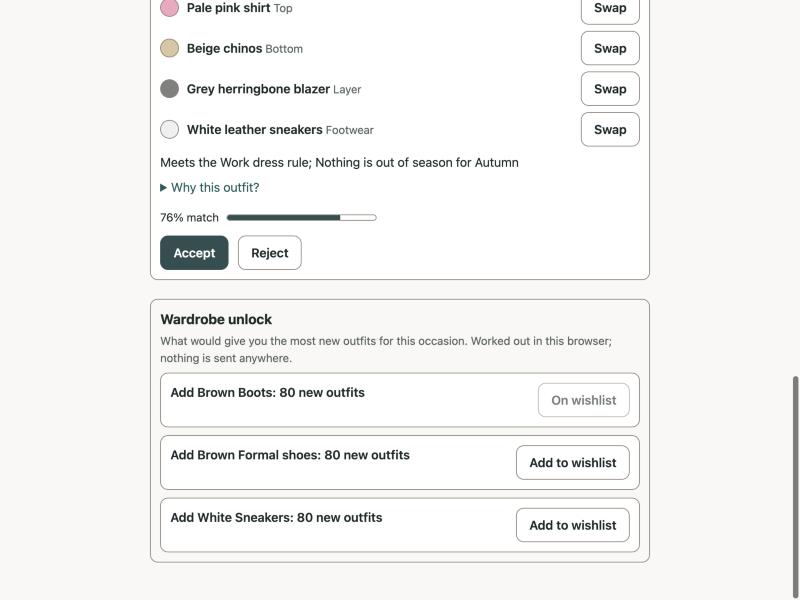 Pale pink shirt Top Swap
Beige chinos Bottom Swap
Grey herringbone blazer Layer Swap
White leather sneakers Footwear Swap
Meets the Work dress rule; Nothing is out of season for Autumn
Why this outfit?
76% match
Accept Reject
Wardrobe unlock
What would give you the most new outfits for this occasion. Worked out in this browser;
nothing is sent anywhere.
Add Brown Boots: 80 new outfits On wishlist
Add Brown Formal shoes: 80 new outfits Add to wishlist
Add White Sneakers: 80 new outfits Add to wishlist